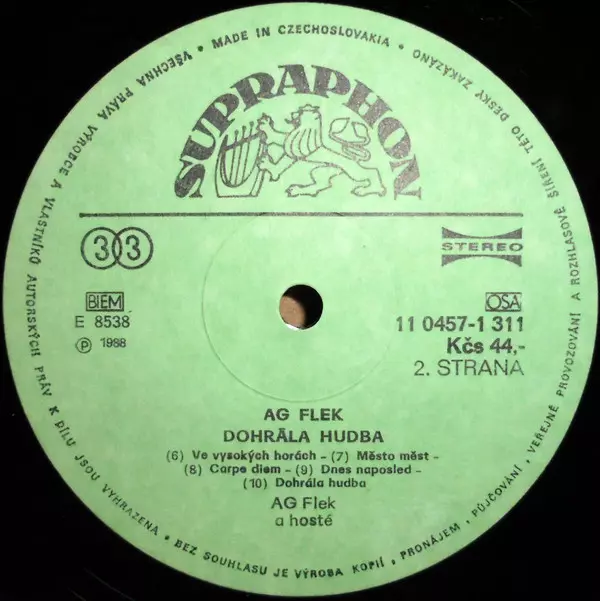 VŠECHNA PRÁVA VÝROBCE A VLASTNÍKŮ AUTORSKÝCH PRÁV K DÍLU JSOU VYHRAZENA • BEZ SOUHLASU JE VÝROBA KOPIÍ, PRONÁJEM, PŮJČOVÁNÍ, VEŘEJNÉ PROVOZOVÁNÍ A ROZHLASOVÉ ŠÍŘENÍ TÉTO DESKY ZAKÁZÁNO • MADE IN CZECHOSLOVAKIA •
SUPRAPHON
33
STEREO
BIEM
OSA
E 8538
11 0457-1 311
Ⓟ 1988
Kčs 44,-
2. STRANA
AG FLEK
DOHRÁLA HUDBA
(6) Ve vysokých horách - (7) Město měst -
(8) Carpe diem - (9) Dnes naposled -
(10) Dohrála hudba
AG Flek
a hosté